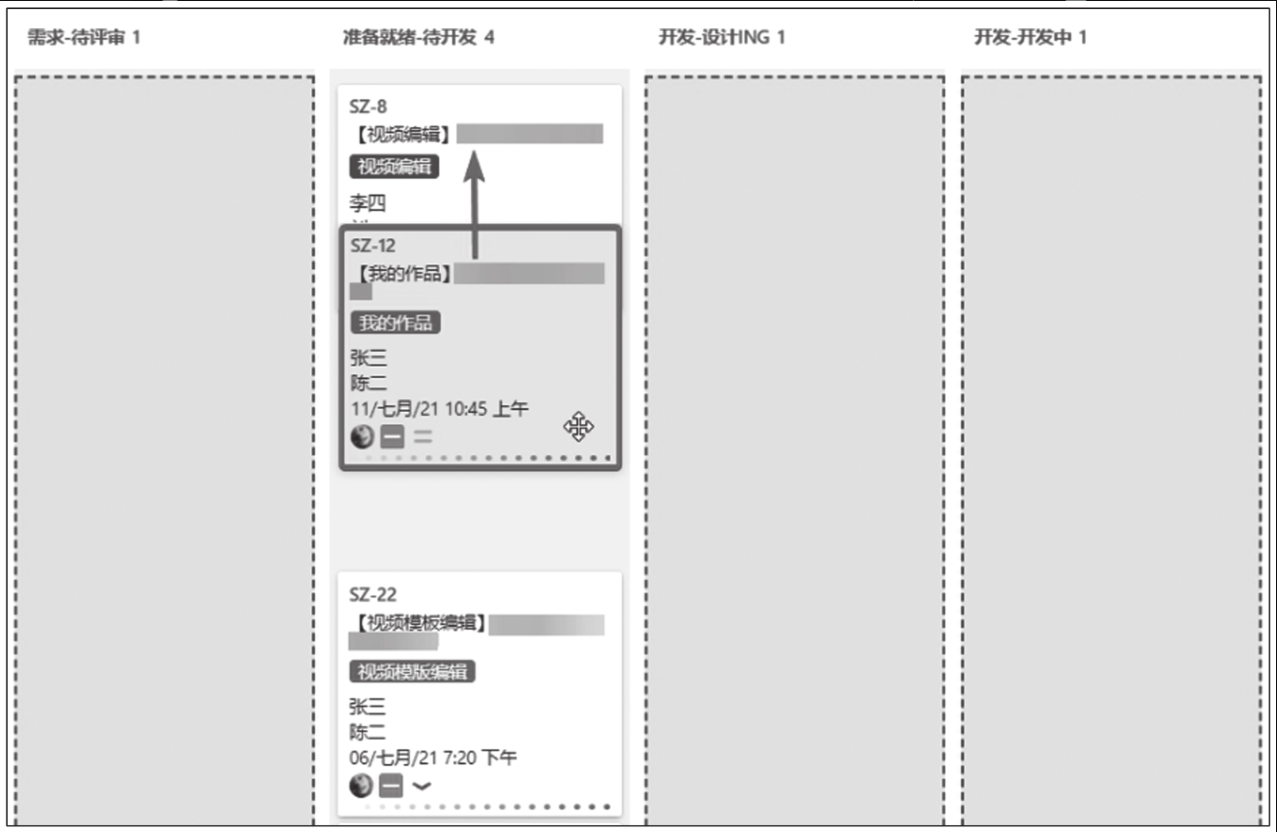 需求-待评审 1
准备就绪-待开发 4
开发-设计ING 1
开发-开发中 1
SZ-8
【视频编辑】
视频编辑
李四
SZ-12
【我的作品】
我的作品
张三
陈二
11/七月/21 10:45 上午
SZ-22
【视频模板编辑】
视频模版编辑
张三
陈二
06/七月/21 7:20 下午